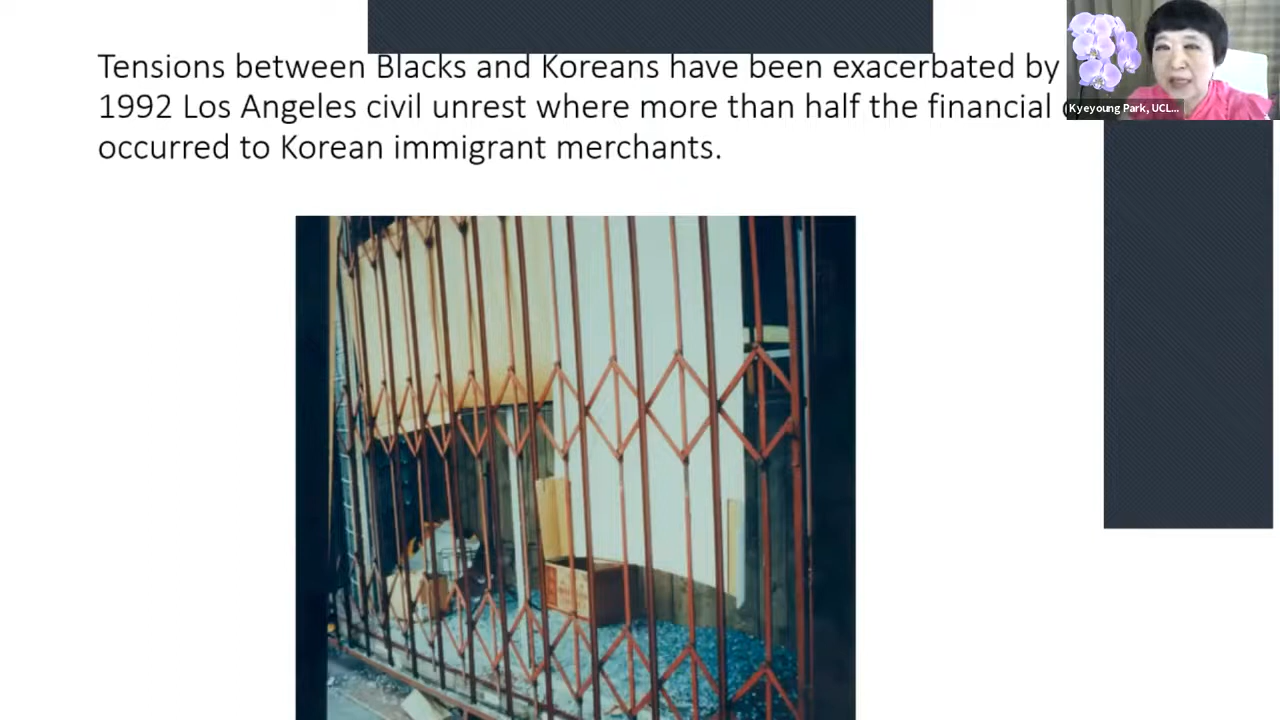 Tensions between Blacks and Koreans have been exacerbated by
1992 Los Angeles civil unrest where more than half the financial
occurred to Korean immigrant merchants.
Kyeyoung Park, UCL...